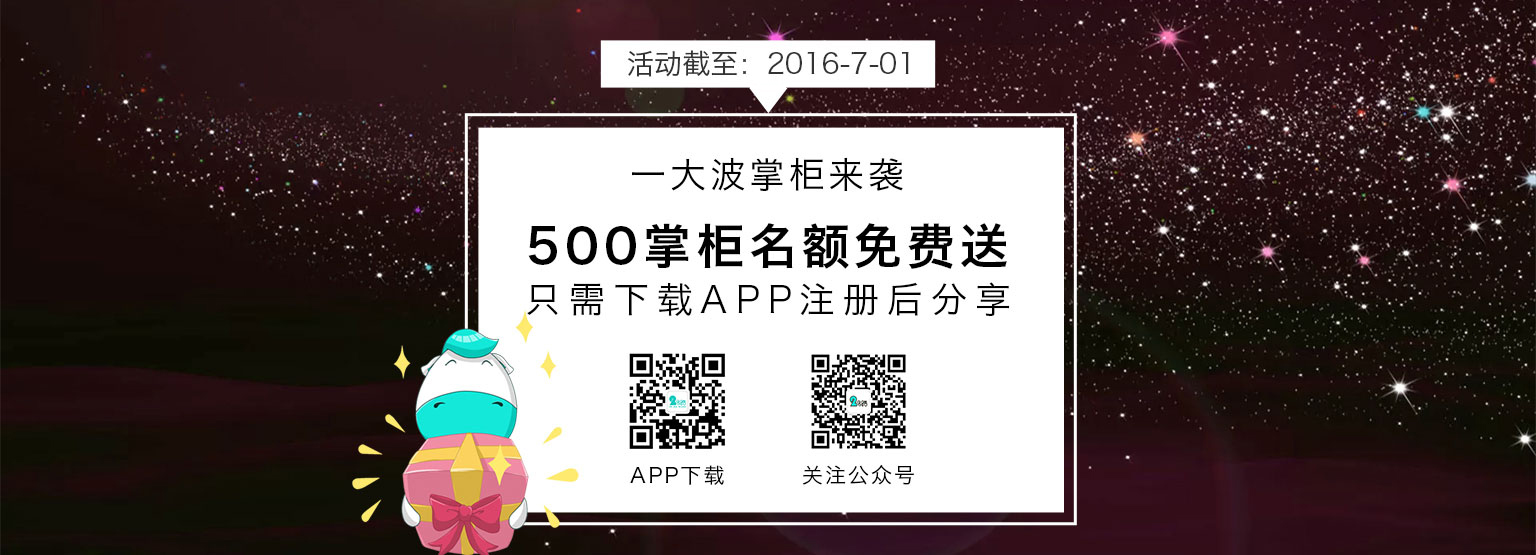 活动截至：2016-7-01
一大波掌柜来袭
500掌柜名额免费送
只需下载APP注册后分享
APP下载
关注公众号